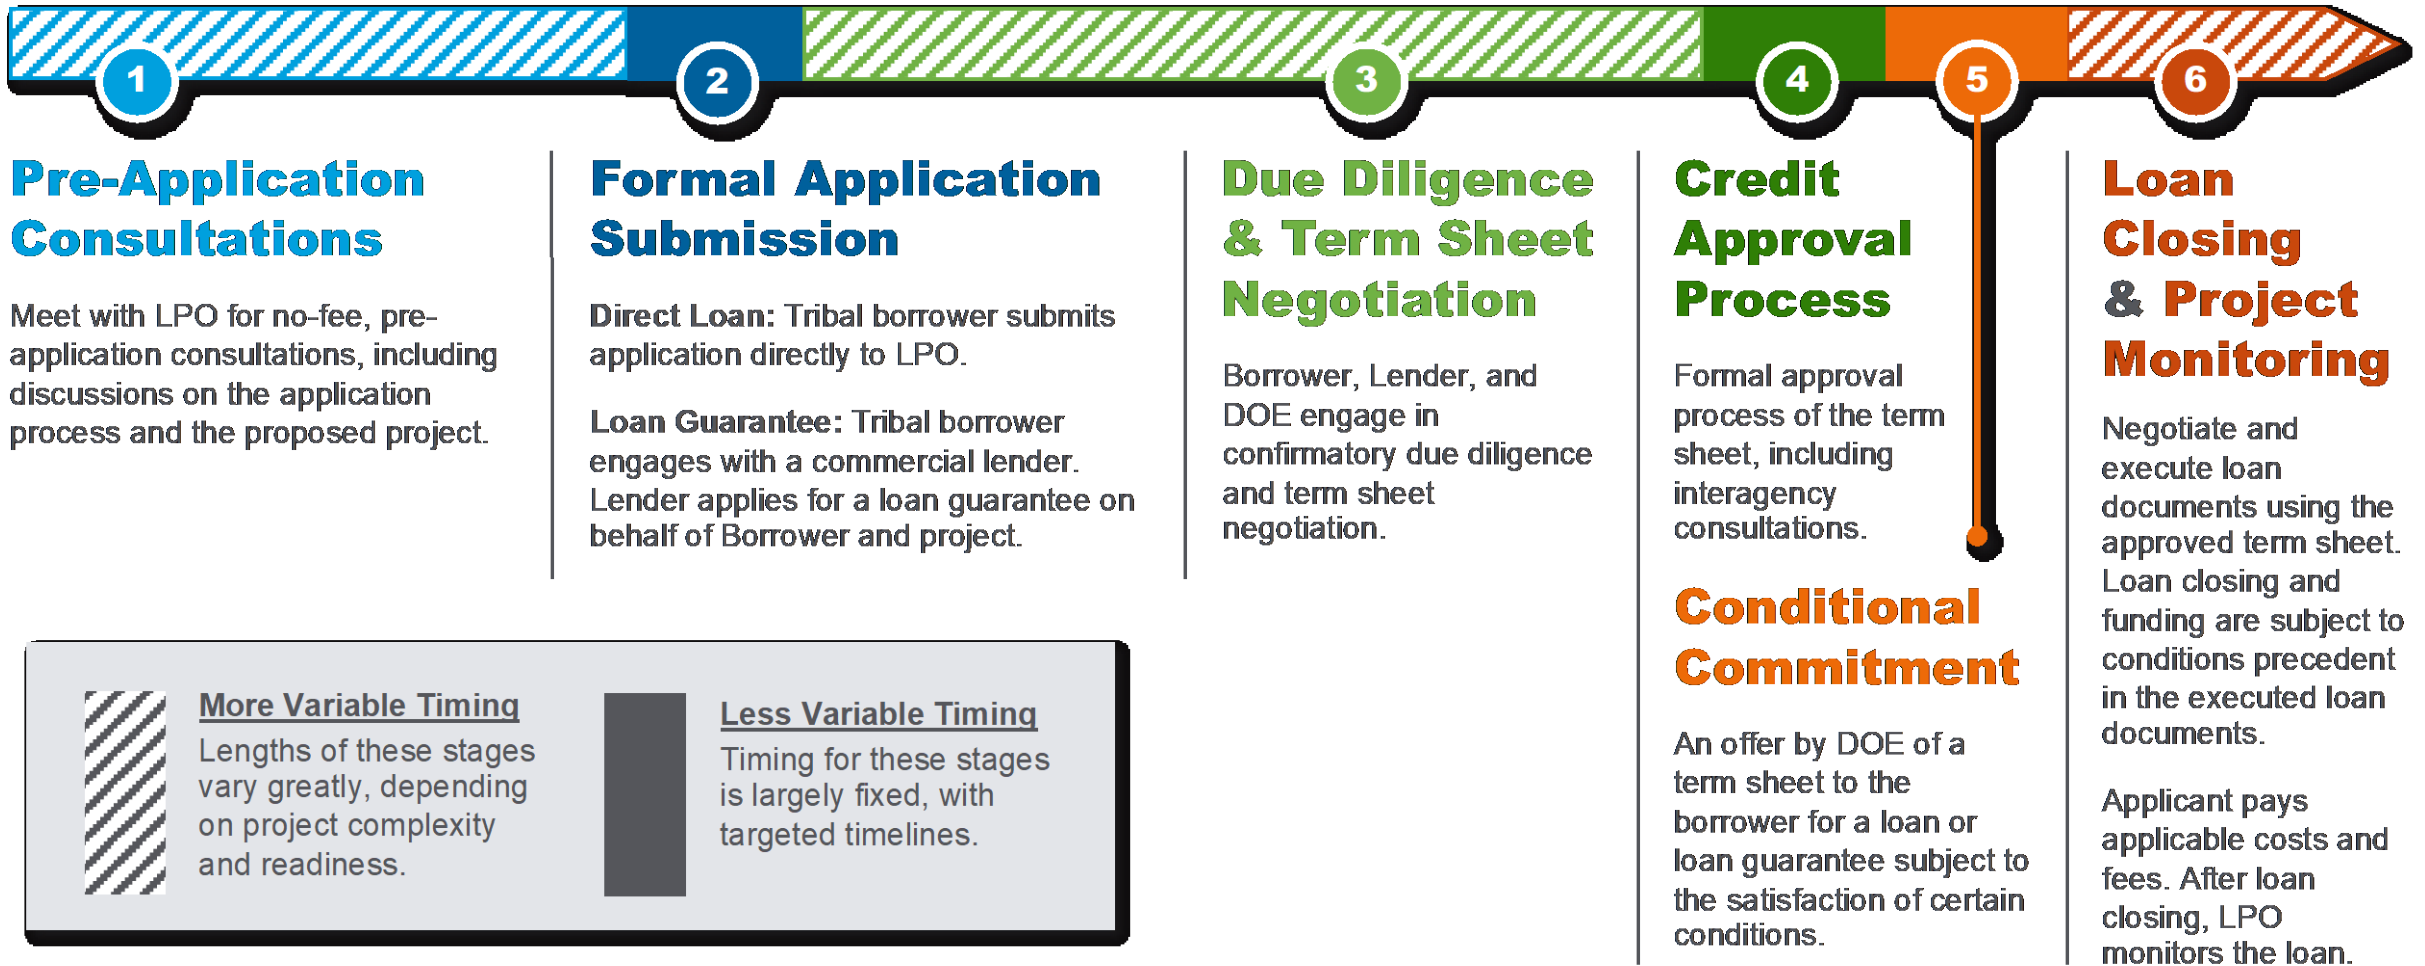 1
2
3
4
5
6
Pre-Application
Consultations
Meet with LPO for no-fee, pre-
application consultations, including
discussions on the application
process and the proposed project.
Formal Application
Submission
Direct Loan: Tribal borrower submits
application directly to LPO.
Loan Guarantee: Tribal borrower
engages with a commercial lender.
Lender applies for a loan guarantee on
behalf of Borrower and project.
Due Diligence
& Term Sheet
Negotiation
Borrower, Lender, and
DOE engage in
confirmatory due diligence
and term sheet
negotiation.
Credit
Approval
Process
Formal approval
process of the term
sheet, including
interagency
consultations.
Conditional
Commitment
An offer by DOE of a
term sheet to the
borrower for a loan or
loan guarantee subject to
the satisfaction of certain
conditions.
Loan
Closing
& Project
Monitoring
Negotiate and
execute loan
documents using the
approved term sheet.
Loan closing and
funding are subject to
conditions precedent
in the executed loan
documents.
Applicant pays
applicable costs and
fees. After loan
closing, LPO
monitors the loan.
More Variable Timing
Lengths of these stages
vary greatly, depending
on project complexity
and readiness.
Less Variable Timing
Timing for these stages
is largely fixed, with
targeted timelines.